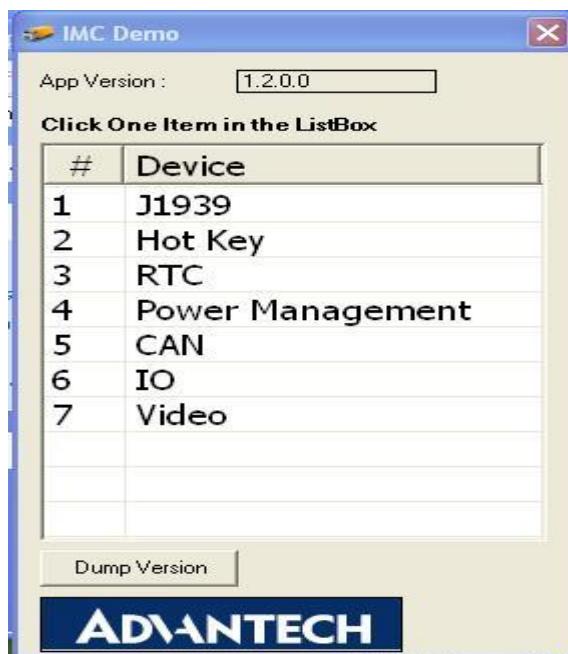 IMC Demo
App Version : 1.2.0.0
Click One Item in the ListBox
# Device
1 J1939
2 Hot Key
3 RTC
4 Power Management
5 CAN
6 IO
7 Video
Dump Version
ADVANTECH